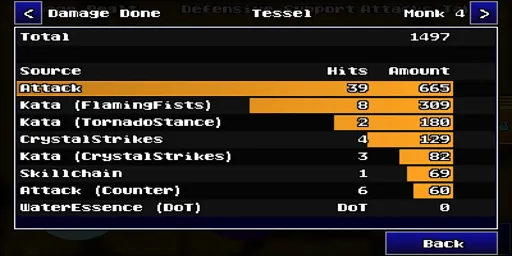 < Damage Done Tessel Monk 4 >
Total 1497
Source Hits Amount
Attack 39 665
Kata (FlamingFists) 8 309
Kata (TornadoStance) 2 180
CrystalStrikes 4 129
Kata (CrystalStrikes) 3 82
Skillchain 1 69
Attack (Counter) 6 60
WaterEssence (DoT) DoT 0
Back